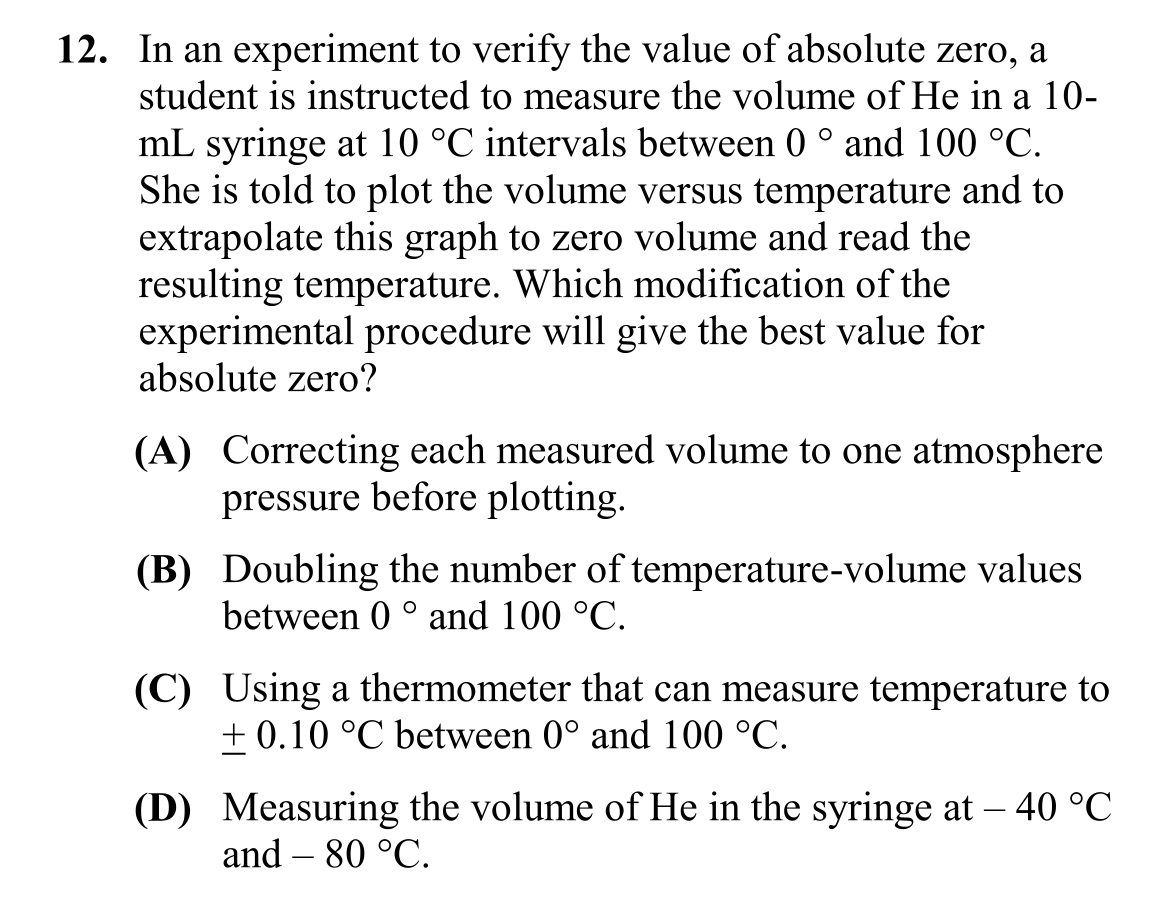 12. In an experiment to verify the value of absolute zero, a
student is instructed to measure the volume of He in a 10-
mL syringe at 10 °C intervals between 0 ° and 100 °C.
She is told to plot the volume versus temperature and to
extrapolate this graph to zero volume and read the
resulting temperature. Which modification of the
experimental procedure will give the best value for
absolute zero?
(A) Correcting each measured volume to one atmosphere
pressure before plotting.
(B) Doubling the number of temperature-volume values
between 0 ° and 100 °C.
(C) Using a thermometer that can measure temperature to
± 0.10 °C between 0° and 100 °C.
(D) Measuring the volume of He in the syringe at – 40 °C
and – 80 °C.